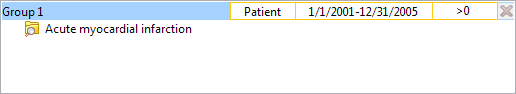 Group 1 Patient 1/1/2001-12/31/2005 >0
Acute myocardial infarction